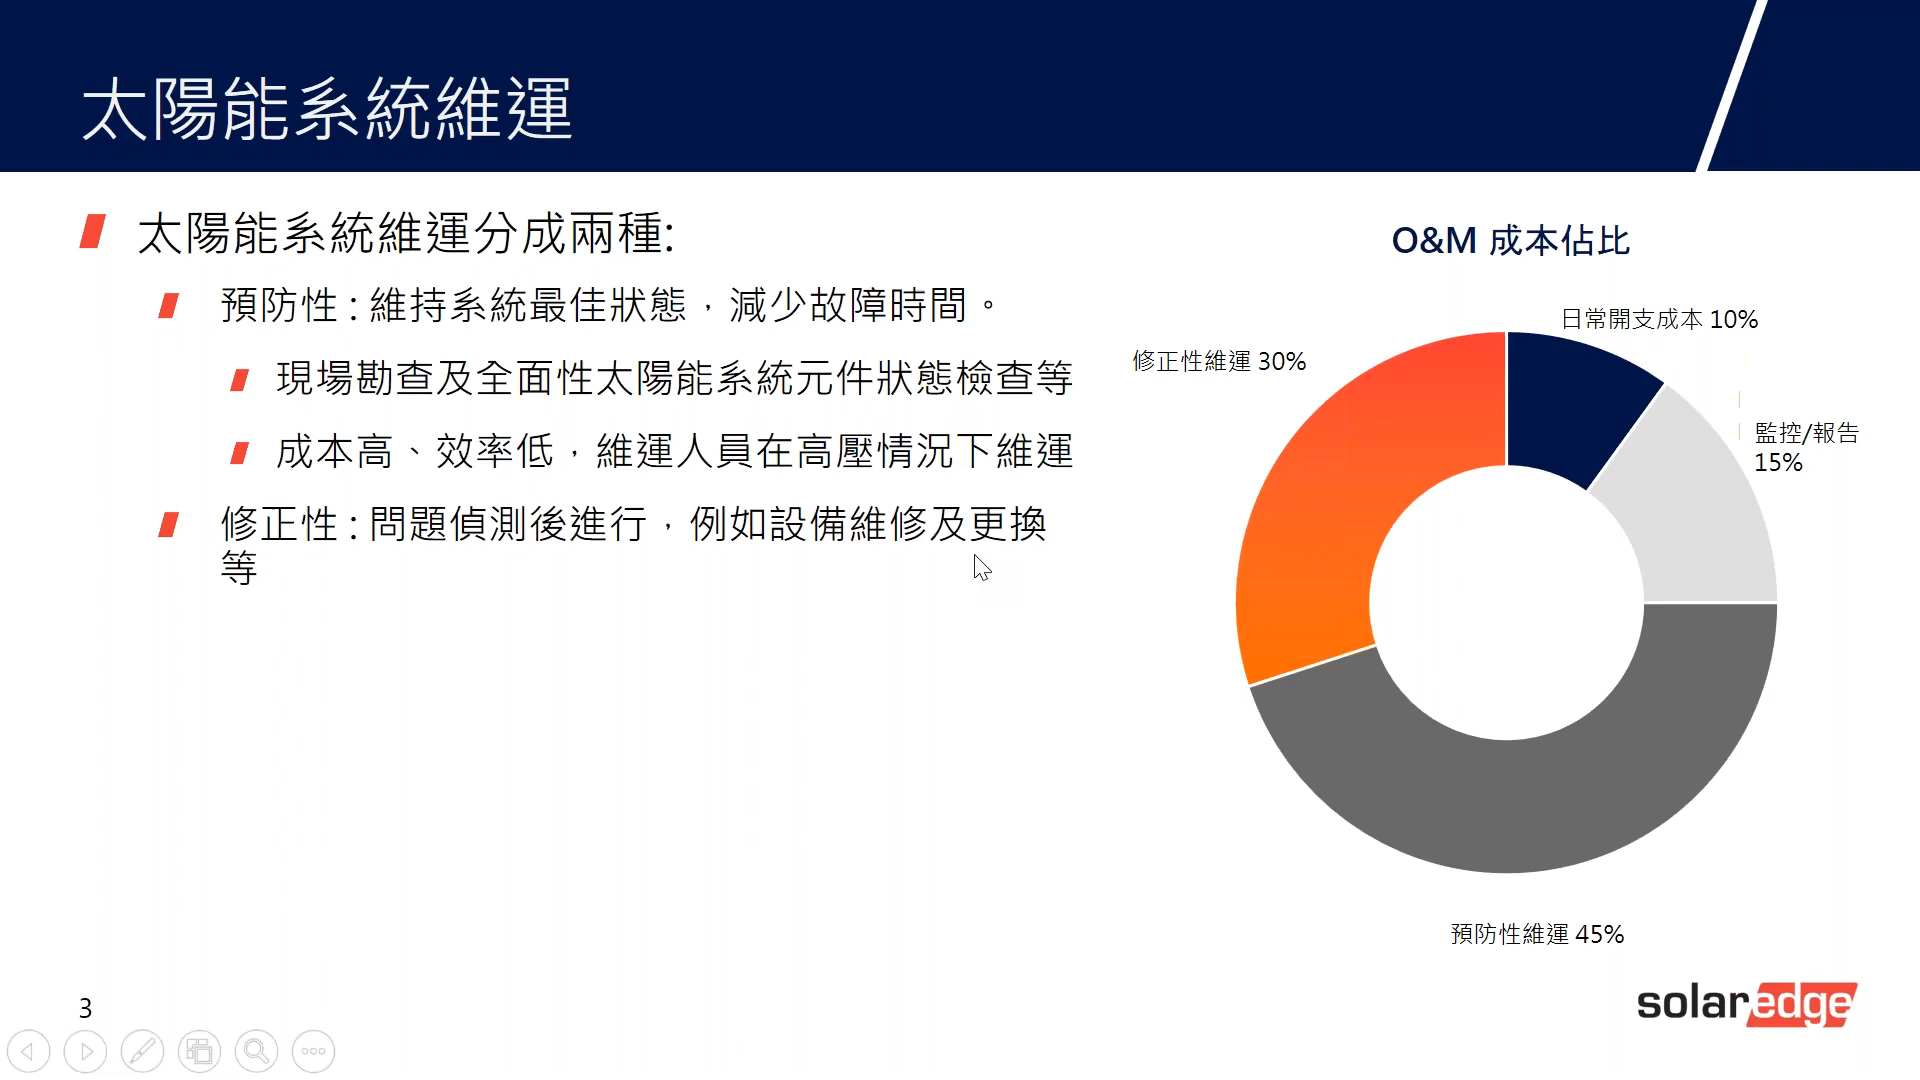 太陽能系統維運
太陽能系統維運分成兩種:
預防性 : 維持系統最佳狀態，減少故障時間。
現場勘查及全面性太陽能系統元件狀態檢查等
成本高、效率低，維運人員在高壓情況下維運
修正性 : 問題偵測後進行，例如設備維修及更換
等
O&M 成本佔比
日常開支成本 10%
修正性維運 30%
監控/報告
15%
預防性維運 45%
3
solaredge